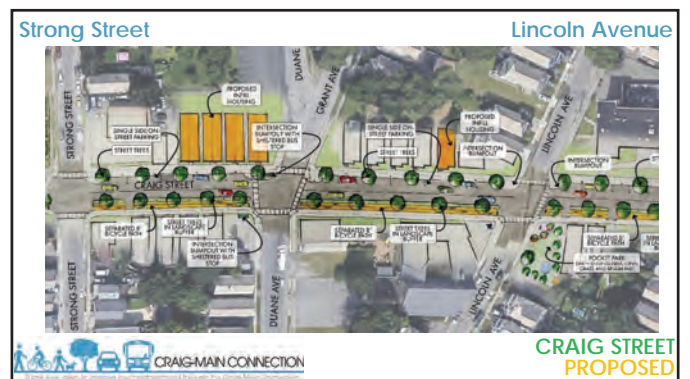 Strong Street
Lincoln Avenue
STRONG STREET
DUANE
GRANT AVE
LINCOLN AVE
PROPOSED
INFILL
HOUSING
PROPOSED
INFILL
HOUSING
SINGLE SIDE ON-
STREET PARKING
STREET TREES
INTERSECTION
BUMPOUT WITH
SHELTERED BUS
STOP
SINGLE SIDE ON-
STREET PARKING
STREET TREES
INTERSECTION
BUMPOUT
INTERSECTION
BUMPOUT
CRAIG STREET
SEPARATED 8'
BICYCLE PATH
STREET TREES
IN LANDSCAPE
BUFFER
INTERSECTION
BUMPOUT WITH
SHELTERED BUS
STOP
SEPARATED 8'
BICYCLE PATH
STREET TREES
IN LANDSCAPE
BUFFER
SEPARATED 8'
BICYCLE PATH
POCKET PARK
STRONG STREET
DUANE AVE
LINCOLN AVE
CRAIG-MAIN CONNECTION
CRAIG STREET
PROPOSED